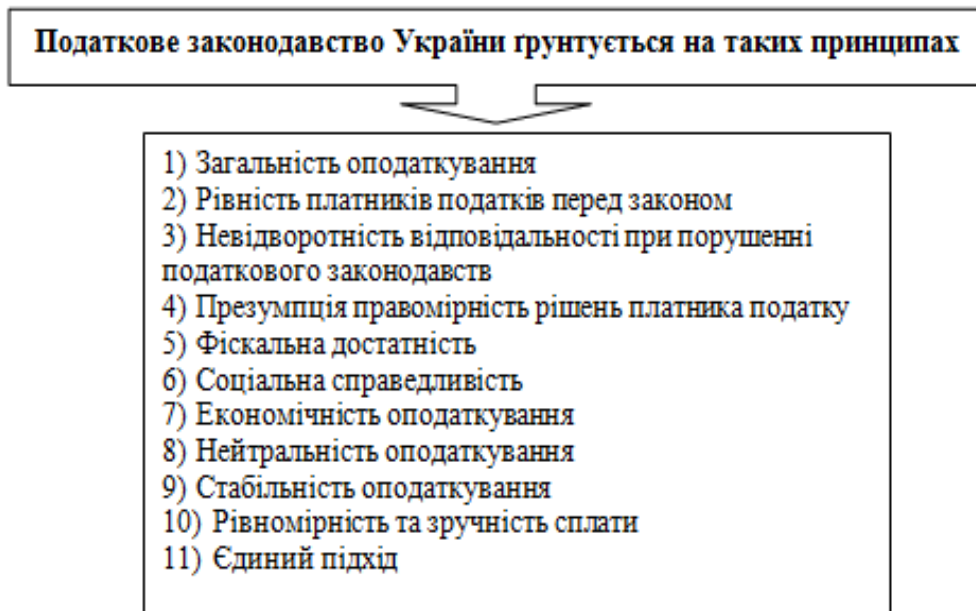 Податкове законодавство України ґрунтується на таких принципах
1) Загальність оподаткування
2) Рівність платників податків перед законом
3) Невідворотність відповідальності при порушенні
податкового законодавств
4) Презумпція правомірність рішень платника податку
5) Фіскальна достатність
6) Соціальна справедливість
7) Економічність оподаткування
8) Нейтральність оподаткування
9) Стабільність оподаткування
10) Рівномірність та зручність сплати
11) Єдиний підхід